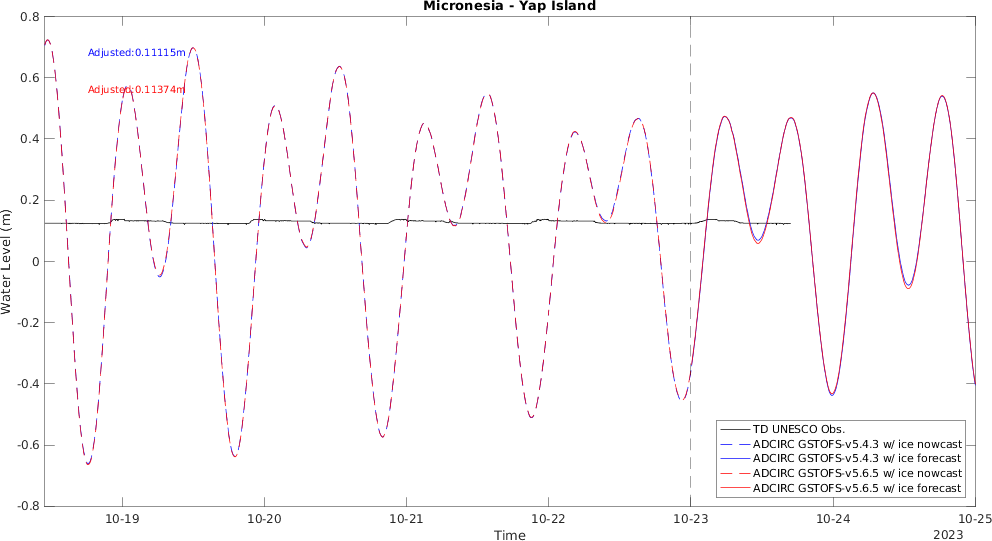 Micronesia - Yap Island
0.8
0.6
0.4
0.2
0
-0.2
-0.4
-0.6
-0.8
Water Level (m)
Adjusted:0.11115m
Adjusted:0.11374m
TD UNESCO Obs.
ADCIRC GSTOFS-v5.4.3 w/ ice nowcast
ADCIRC GSTOFS-v5.4.3 w/ ice forecast
ADCIRC GSTOFS-v5.6.5 w/ ice nowcast
ADCIRC GSTOFS-v5.6.5 w/ ice forecast
10-19 10-20 10-21 10-22 10-23 10-24 10-25
Time
2023